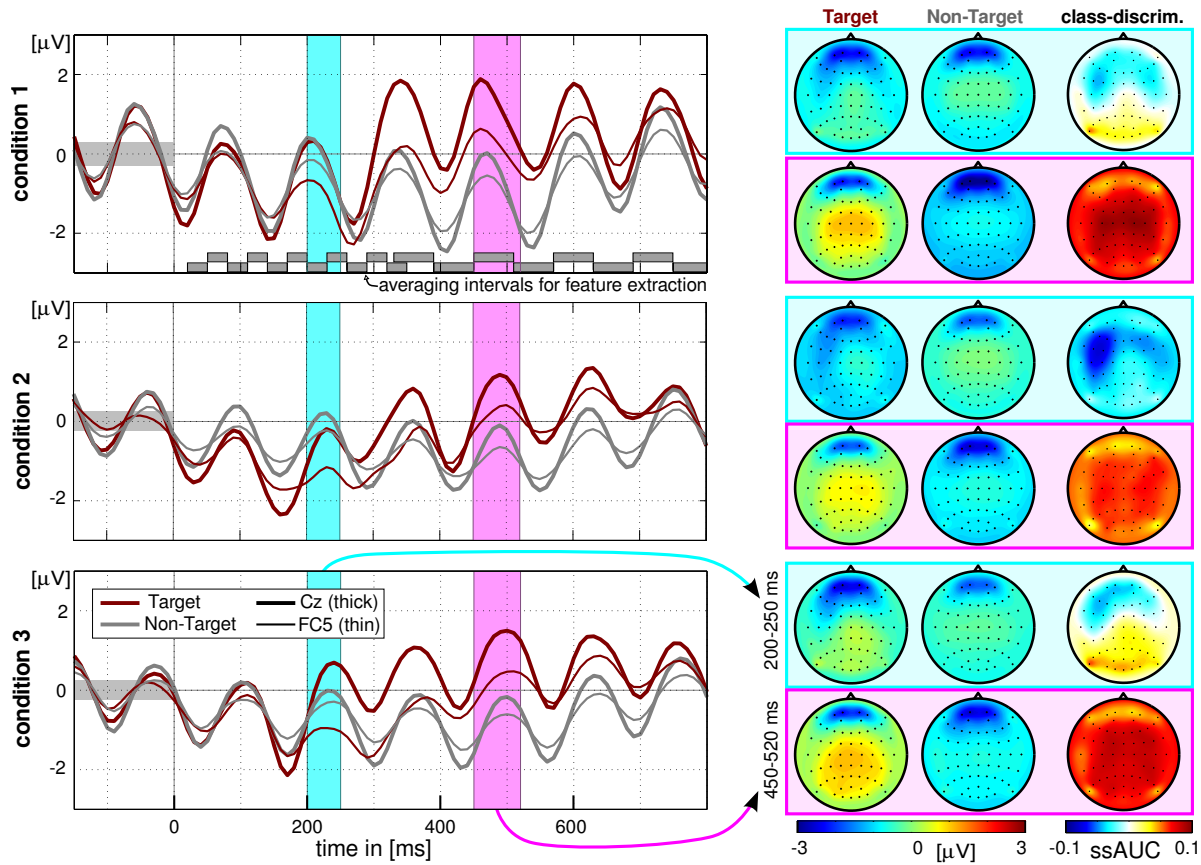 Target Non-Target class-discrim.
[μV]
2
0
-2
condition 1
averaging intervals for feature extraction
[μV]
2
0
-2
condition 2
[μV]
2
0
-2
condition 3
Target
Non-Target
Cz (thick)
FC5 (thin)
0 200 400 600
time in [ms]
200-250 ms
450-520 ms
-3 0 [μV] 3
-0.1 ssAUC 0.1